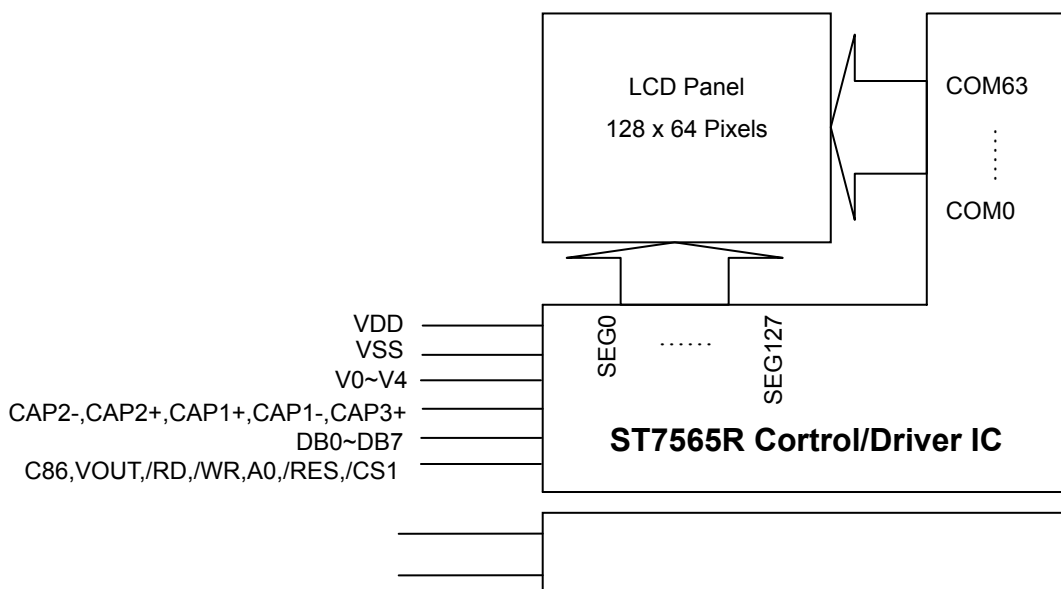 LCD Panel
128 x 64 Pixels
COM63
COM0
SEG0
......
SEG127
VDD
VSS
V0~V4
CAP2-,CAP2+,CAP1+,CAP1-,CAP3+
DB0~DB7
C86,VOUT,/RD,/WR,A0,/RES,/CS1
ST7565R Cortrol/Driver IC